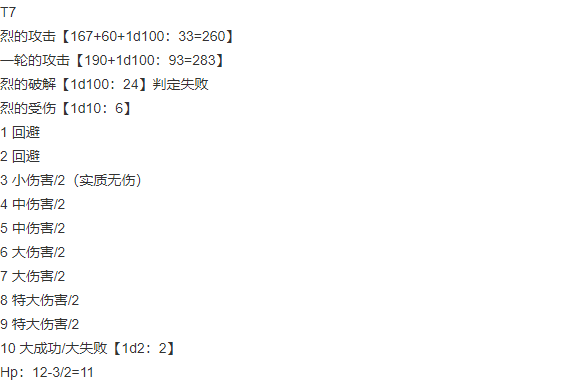 T7
烈的攻击【167+60+1d100：33=260】
一轮的攻击【190+1d100：93=283】
烈的破解【1d100：24】判定失败
烈的受伤【1d10：6】
1 回避
2 回避
3 小伤害/2（实质无伤）
4 中伤害/2
5 中伤害/2
6 大伤害/2
7 大伤害/2
8 特大伤害/2
9 特大伤害/2
10 大成功/大失败【1d2：2】
Hp：12-3/2=11